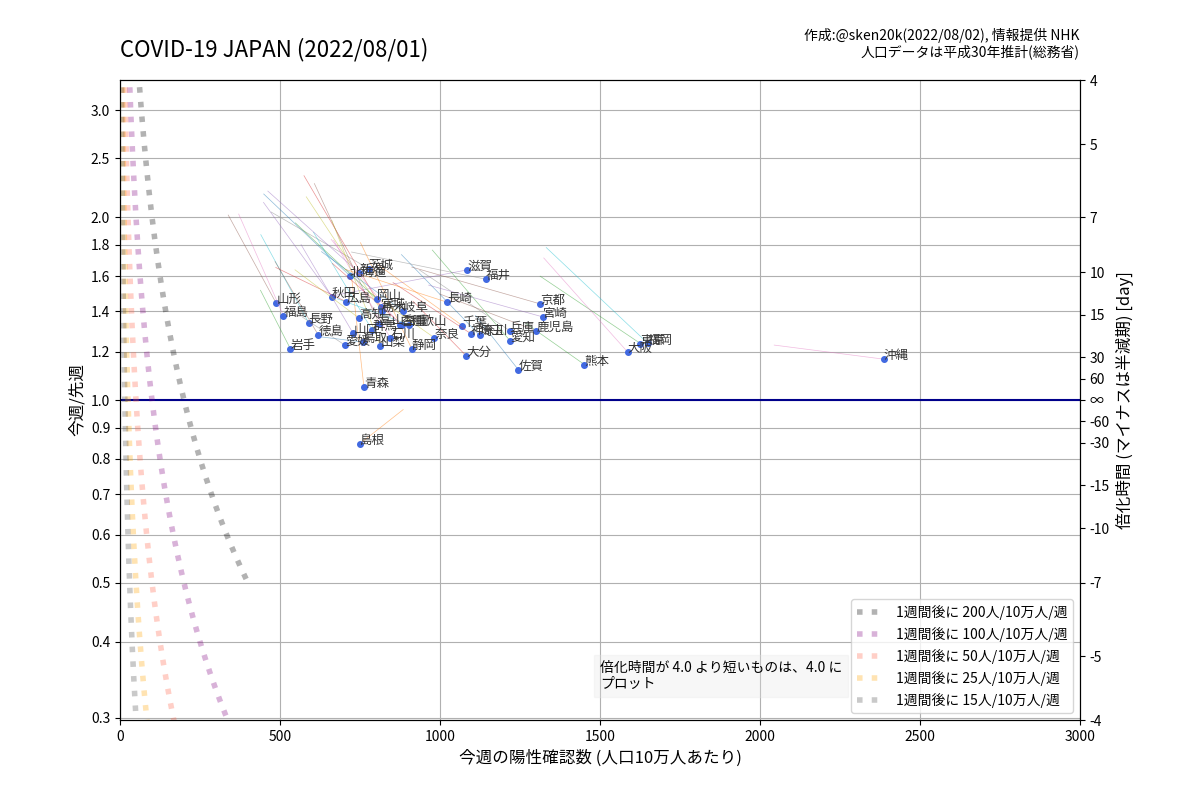 COVID-19 JAPAN (2022/08/01)
作成:@sken20k(2022/08/02), 情報提供 NHK
人口データは平成30年推計(総務省)
今週/先週
3.0
2.5
2.0
1.8
1.6
1.4
1.2
1.0
0.9
0.8
0.7
0.6
0.5
0.4
0.3
茨城
滋賀
福井
秋田
広島
岡山
長崎
京都
山形
福島
長野
高知
岐阜
宮崎
徳島
千葉
兵庫
鹿児島
愛知
奈良
石川
岩手
山梨
静岡
大分
大阪
福岡
沖縄
佐賀
熊本
青森
島根
4
5
7
10
15
30
60
∞
-60
-30
-15
-10
-7
-5
-4
倍化時間 (マイナスは半減期) [day]
倍化時間が 4.0 より短いものは、4.0 に
プロット
1週間後に 200人/10万人/週
1週間後に 100人/10万人/週
1週間後に 50人/10万人/週
1週間後に 25人/10万人/週
1週間後に 15人/10万人/週
0 500 1000 1500 2000 2500 3000
今週の陽性確認数 (人口10万人あたり)